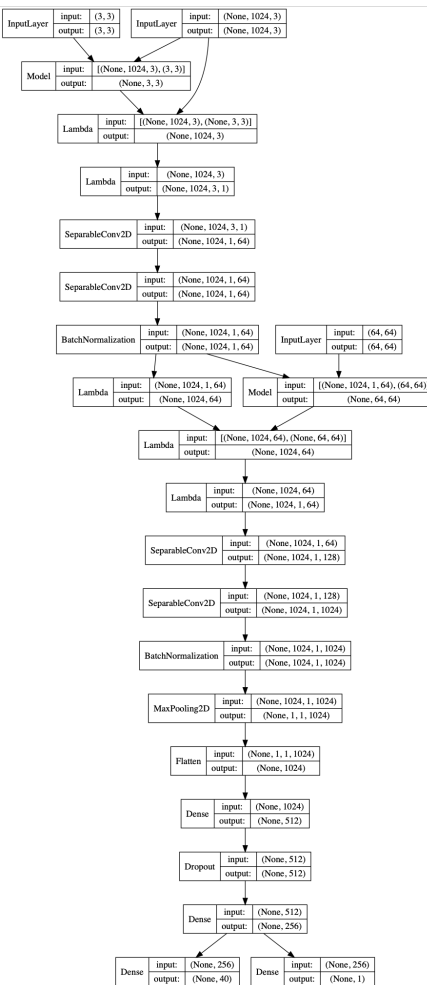 InputLayer input: (3, 3)
output: (3, 3)
InputLayer input: (None, 1024, 3)
output: (None, 1024, 3)
Model input: [(None, 1024, 3), (3, 3)]
output: (None, 3, 3)
Lambda input: [(None, 1024, 3), (None, 3, 3)]
output: (None, 1024, 3)
Lambda input: (None, 1024, 3)
output: (None, 1024, 3, 1)
SeparableConv2D input: (None, 1024, 3, 1)
output: (None, 1024, 1, 64)
SeparableConv2D input: (None, 1024, 1, 64)
output: (None, 1024, 1, 64)
BatchNormalization input: (None, 1024, 1, 64)
output: (None, 1024, 1, 64)
InputLayer input: (64, 64)
output: (64, 64)
Lambda input: (None, 1024, 1, 64)
output: (None, 1024, 64)
Model input: [(None, 1024, 1, 64), (64, 64)]
output: (None, 64, 64)
Lambda input: [(None, 1024, 64), (None, 64, 64)]
output: (None, 1024, 64)
Lambda input: (None, 1024, 64)
output: (None, 1024, 1, 64)
SeparableConv2D input: (None, 1024, 1, 64)
output: (None, 1024, 1, 128)
SeparableConv2D input: (None, 1024, 1, 128)
output: (None, 1024, 1, 1024)
BatchNormalization input: (None, 1024, 1, 1024)
output: (None, 1024, 1, 1024)
MaxPooling2D input: (None, 1024, 1, 1024)
output: (None, 1, 1, 1024)
Flatten input: (None, 1, 1, 1024)
output: (None, 1024)
Dense input: (None, 1024)
output: (None, 512)
Dropout input: (None, 512)
output: (None, 512)
Dense input: (None, 512)
output: (None, 256)
Dense input: (None, 256)
output: (None, 40)
Dense input: (None, 256)
output: (None, 1)